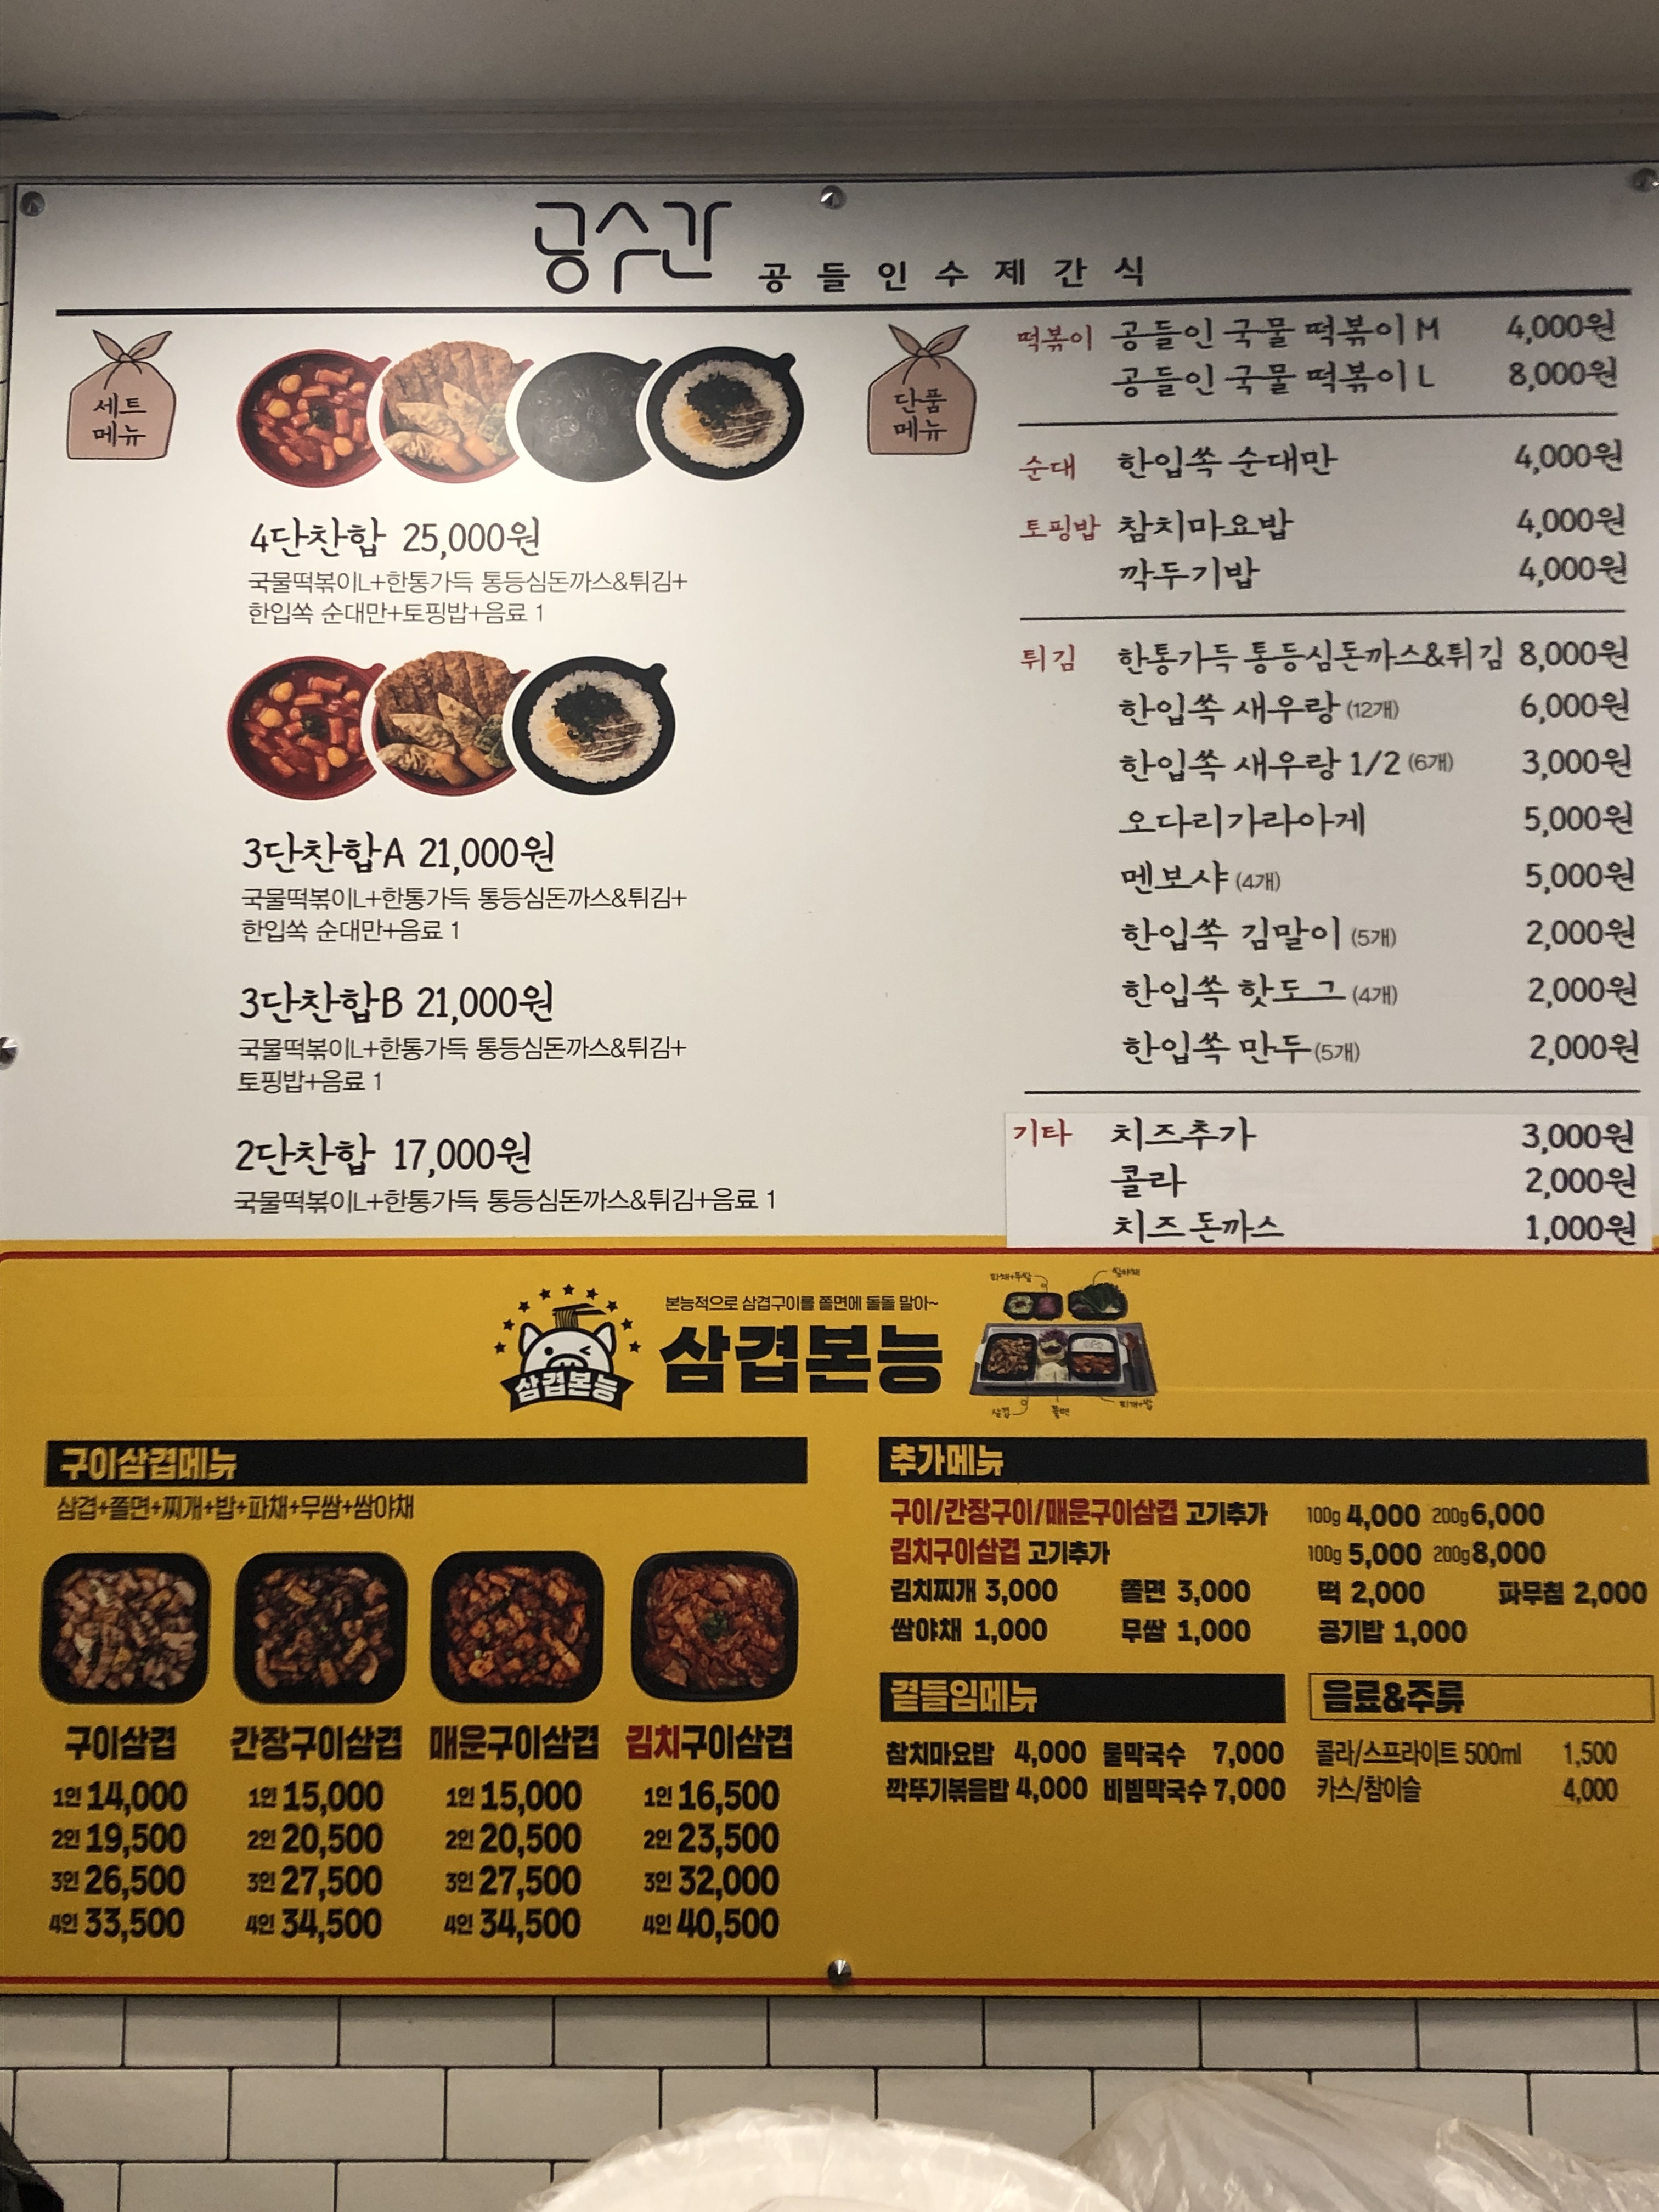 공수간 공들인수제간식
세트
메뉴
4단찬합 25,000원
국물떡볶이L+한통가득 통등심돈까스&튀김+
한입쏙 순대만+토핑밥+음료 1
3단찬합A 21,000원
국물떡볶이L+한통가득 통등심돈까스&튀김+
한입쏙 순대만+음료 1
3단찬합B 21,000원
국물떡볶이L+한통가득 통등심돈까스&튀김+
토핑밥+음료 1
2단찬합 17,000원
국물떡볶이L+한통가득 통등심돈까스&튀김+음료 1
단품
메뉴
떡볶이 공들인 국물 떡볶이 M 4,000원
공들인 국물 떡볶이 L 8,000원
순대 한입쏙 순대만 4,000원
토핑밥 참치마요밥 4,000원
깍두기밥 4,000원
튀김 한통가득 통등심돈까스&튀김 8,000원
한입쏙 새우랑 (12개) 6,000원
한입쏙 새우랑 1/2 (6개) 3,000원
오다리가라아게 5,000원
멘보샤 (4개) 5,000원
한입쏙 김말이 (5개) 2,000원
한입쏙 핫도그 (4개) 2,000원
한입쏙 만두 (5개) 2,000원
기타 치즈추가 3,000원
콜라 2,000원
치즈 돈까스 1,000원
본능적으로 삼겹구이를 쫄면에 돌돌 말아~
삼겹본능
삼겹본능
파채+무쌈 쌈야채
삼겹 쫄면 찌개+밥
구이삼겹메뉴
삼겹+쫄면+찌개+밥+파채+무쌈+쌈야채
구이삼겹 간장구이삼겹 매운구이삼겹 김치구이삼겹
1인 14,000 1인 15,000 1인 15,000 1인 16,500
2인 19,500 2인 20,500 2인 20,500 2인 23,500
3인 26,500 3인 27,500 3인 27,500 3인 32,000
4인 33,500 4인 34,500 4인 34,500 4인 40,500
추가메뉴
구이/간장구이/매운구이삼겹 고기추가 100g 4,000 200g 6,000
김치구이삼겹 고기추가 100g 5,000 200g 8,000
김치찌개 3,000 쫄면 3,000 떡 2,000 파무침 2,000
쌈야채 1,000 무쌈 1,000 공기밥 1,000
곁들임메뉴
참치마요밥 4,000 물막국수 7,000
깍뚜기볶음밥 4,000 비빔막국수 7,000
음료&주류
콜라/스프라이트 500ml 1,500
카스/참이슬 4,000